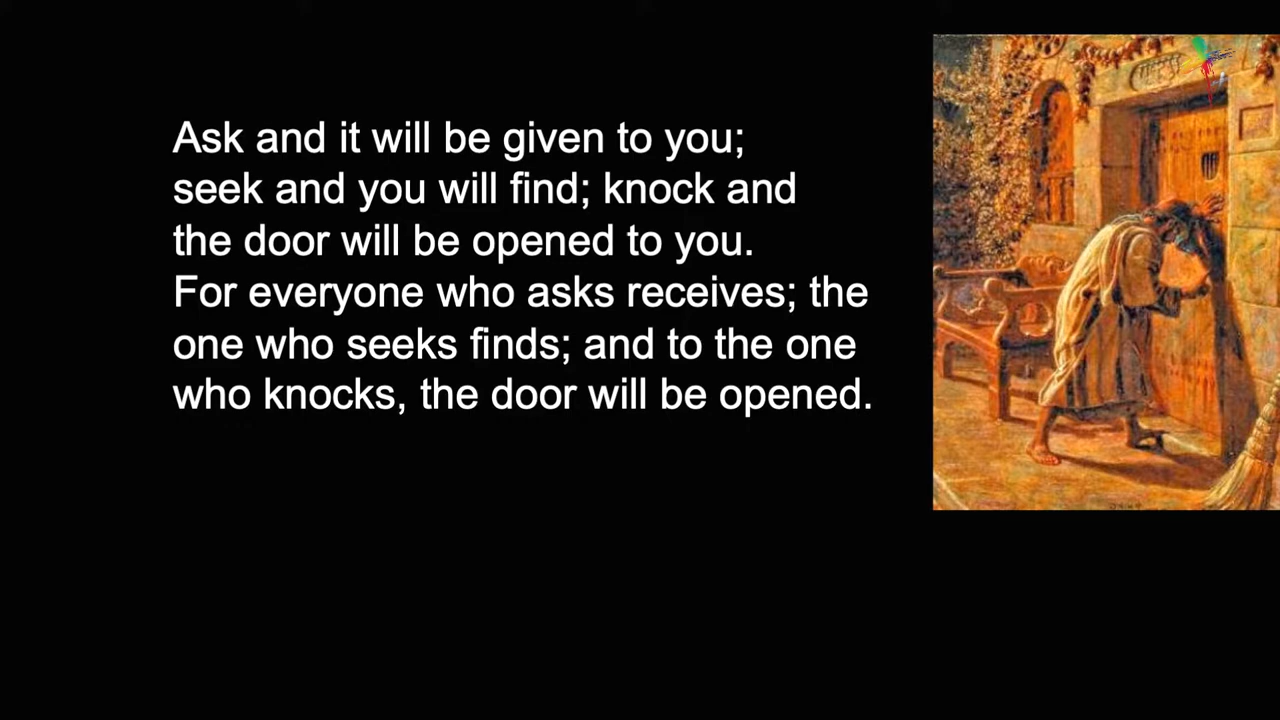 Ask and it will be given to you;
seek and you will find; knock and
the door will be opened to you.
For everyone who asks receives; the
one who seeks finds; and to the one
who knocks, the door will be opened.